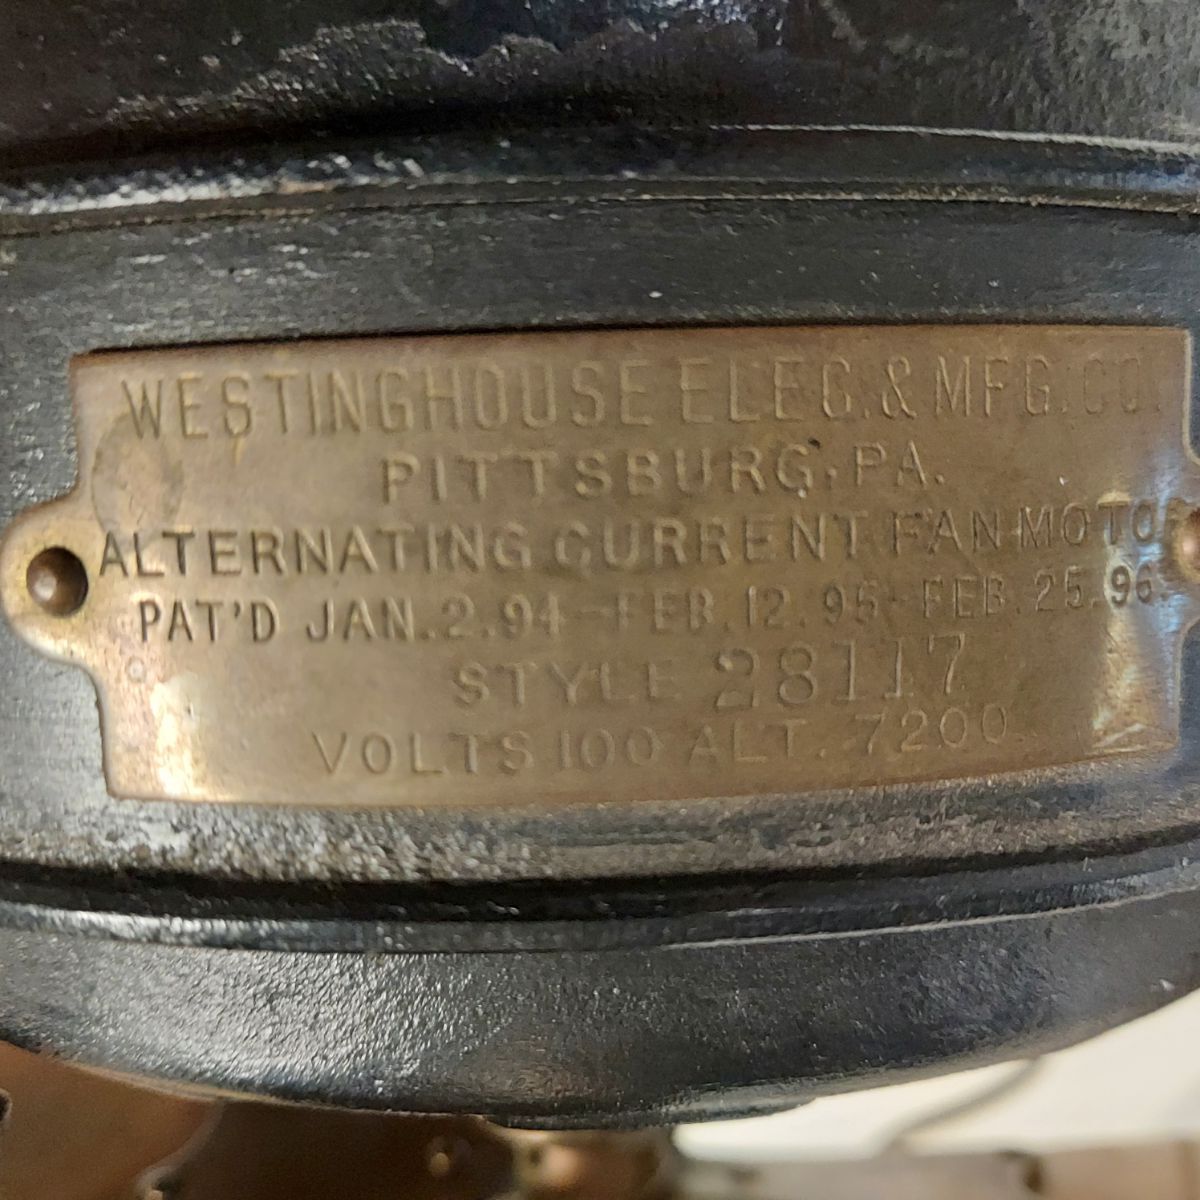 WESTINGHOUSE ELEC. & MFG. CO.
PITTSBURG, PA.
ALTERNATING CURRENT FAN MOTOR
PAT'D JAN. 2. 94 - FEB. 12. 95 - FEB. 25. 96.
STYLE 28117
VOLTS 100 ALT. 7200